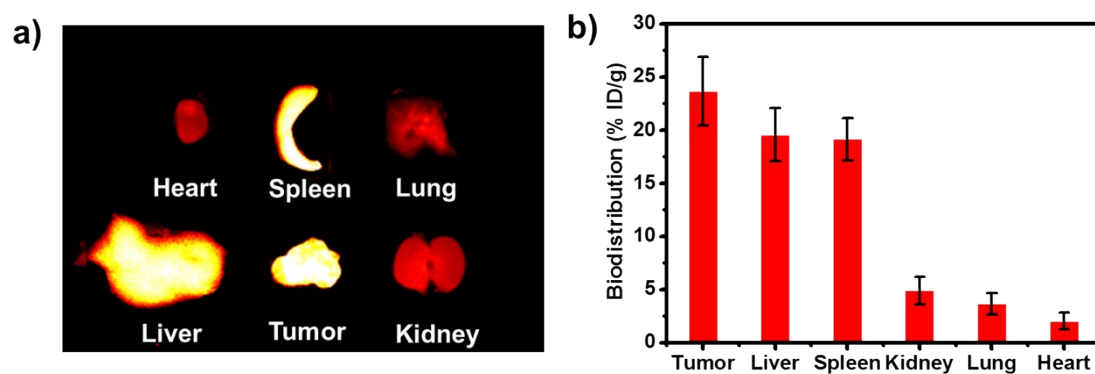 a)
Heart Spleen Lung
Liver Tumor Kidney
b)
Biodistribution (% ID/g)
30
25
20
15
10
5
0
Tumor Liver Spleen Kidney Lung Heart